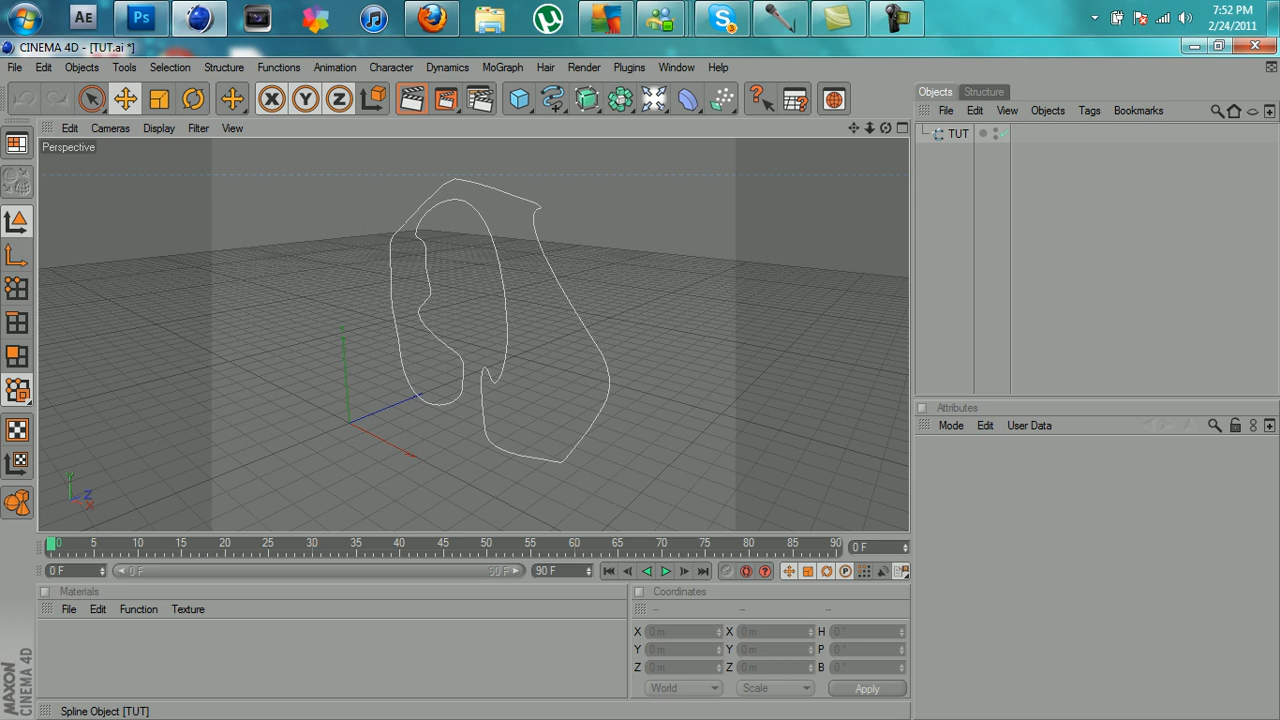 Ae
Ps
7:52 PM
2/24/2011
CINEMA 4D - [TUT.ai *]
File Edit Objects Tools Selection Structure Functions Animation Character Dynamics MoGraph Hair Render Plugins Window Help
X Y Z
Objects Structure
File Edit View Objects Tags Bookmarks
TUT
Edit Cameras Display Filter View
Perspective
Y Z X
Attributes
Mode Edit User Data
0 5 10 15 20 25 30 35 40 45 50 55 60 65 70 75 80 85 90 0 F
0 F 0 F 90 F 90 F
Materials
File Edit Function Texture
Coordinates
-- -- --
X 0 m X 0 m H 0 °
Y 0 m Y 0 m P 0 °
Z 0 m Z 0 m B 0 °
World Scale Apply
MAXON CINEMA 4D
Spline Object [TUT]